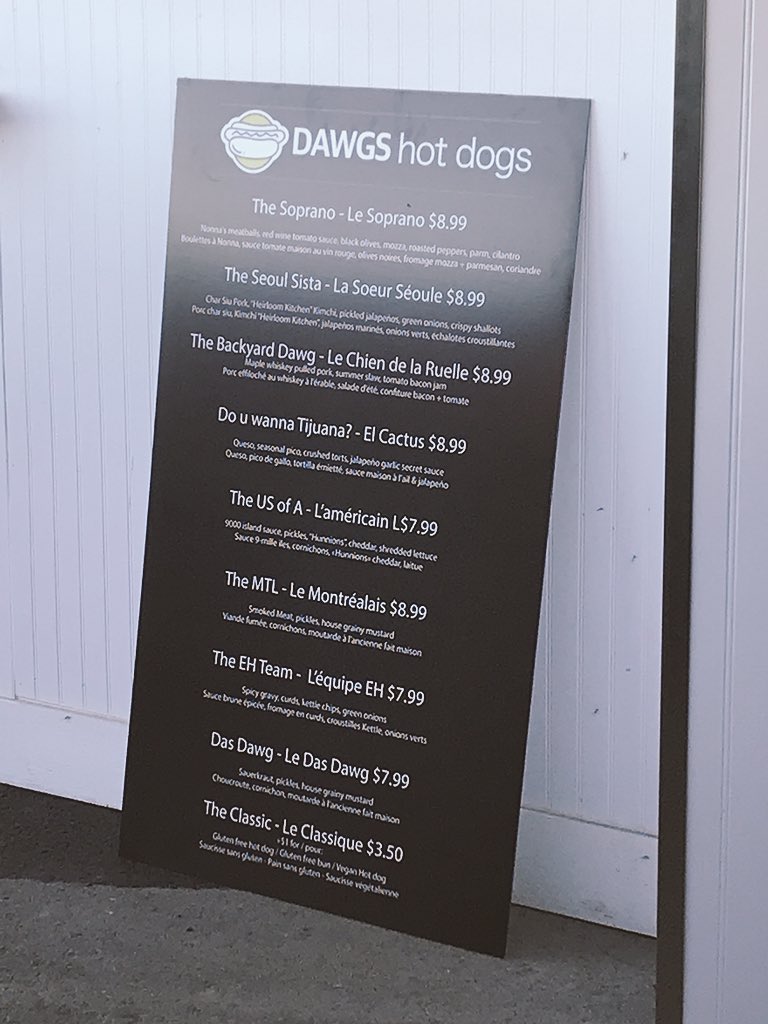 DAWGS hot dogs
The Soprano - Le Soprano $8.99
Nonna's meatballs, red wine tomato sauce, black olives, mozza, roasted peppers, parm, cilantro
Boulettes à Nonna, sauce tomate maison au vin rouge, olives noires, fromage mozza + parmesan, coriandre
The Seoul Sista - La Soeur Séoule $8.99
Char Siu Pork, "Heirloom Kitchen" Kimchi, pickled jalapeños, green onions, crispy shallots
Porc char siu, Kimchi "Heirloom Kitchen", jalapeños marinés, onions verts, échalotes croustillantes
The Backyard Dawg - Le Chien de la Ruelle $8.99
Maple whiskey pulled pork, summer slaw, tomato bacon jam
Porc effiloché au whiskey à l'érable, salade d'été, confiture bacon + tomate
Do u wanna Tijuana? - El Cactus $8.99
Queso, seasonal pico, crushed torts, jalapeño garlic secret sauce
Queso, pico de gallo, tortilla émietté, sauce maison à l'ail & jalapeño
The US of A - L'américain L$7.99
9000 island sauce, pickles, "Hunnions", cheddar, shredded lettuce
Sauce 9-mille îles, cornichons, «Hunnions» cheddar, laitue
The MTL - Le Montréalais $8.99
Smoked Meat, pickles, house grainy mustard
Viande fumée, cornichons, moutarde à l'ancienne fait maison
The EH Team - L'équipe EH $7.99
Spicy gravy, curds, kettle chips, green onions
Sauce brune épicée, fromage en curds, croustilles Kettle, onions verts
Das Dawg - Le Das Dawg $7.99
Sauerkraut, pickles, house grainy mustard
Choucroute, cornichon, moutarde à l'ancienne fait maison
The Classic - Le Classique $3.50
+$1 for / pour:
Gluten free hot dog / Gluten free bun / Vegan Hot dog
Saucisse sans gluten - Pain sans gluten - Saucisse végétalienne